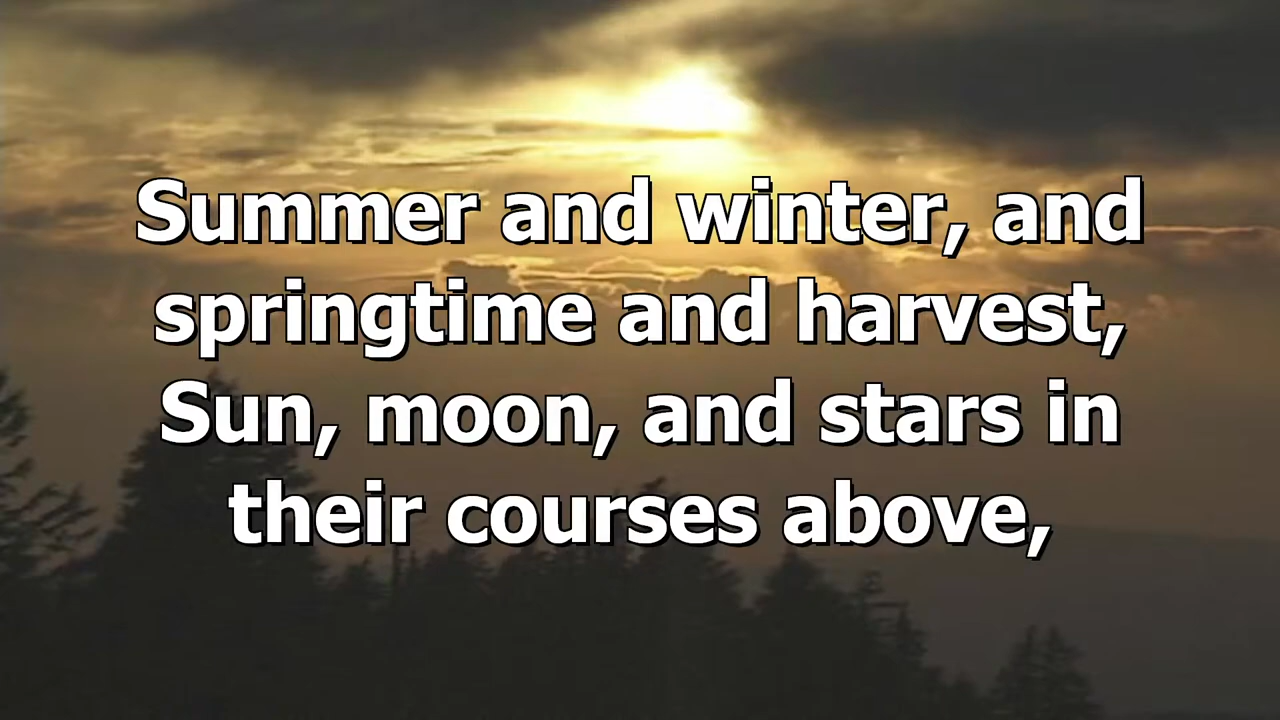 Summer and winter, and
springtime and harvest,
Sun, moon, and stars in
their courses above,